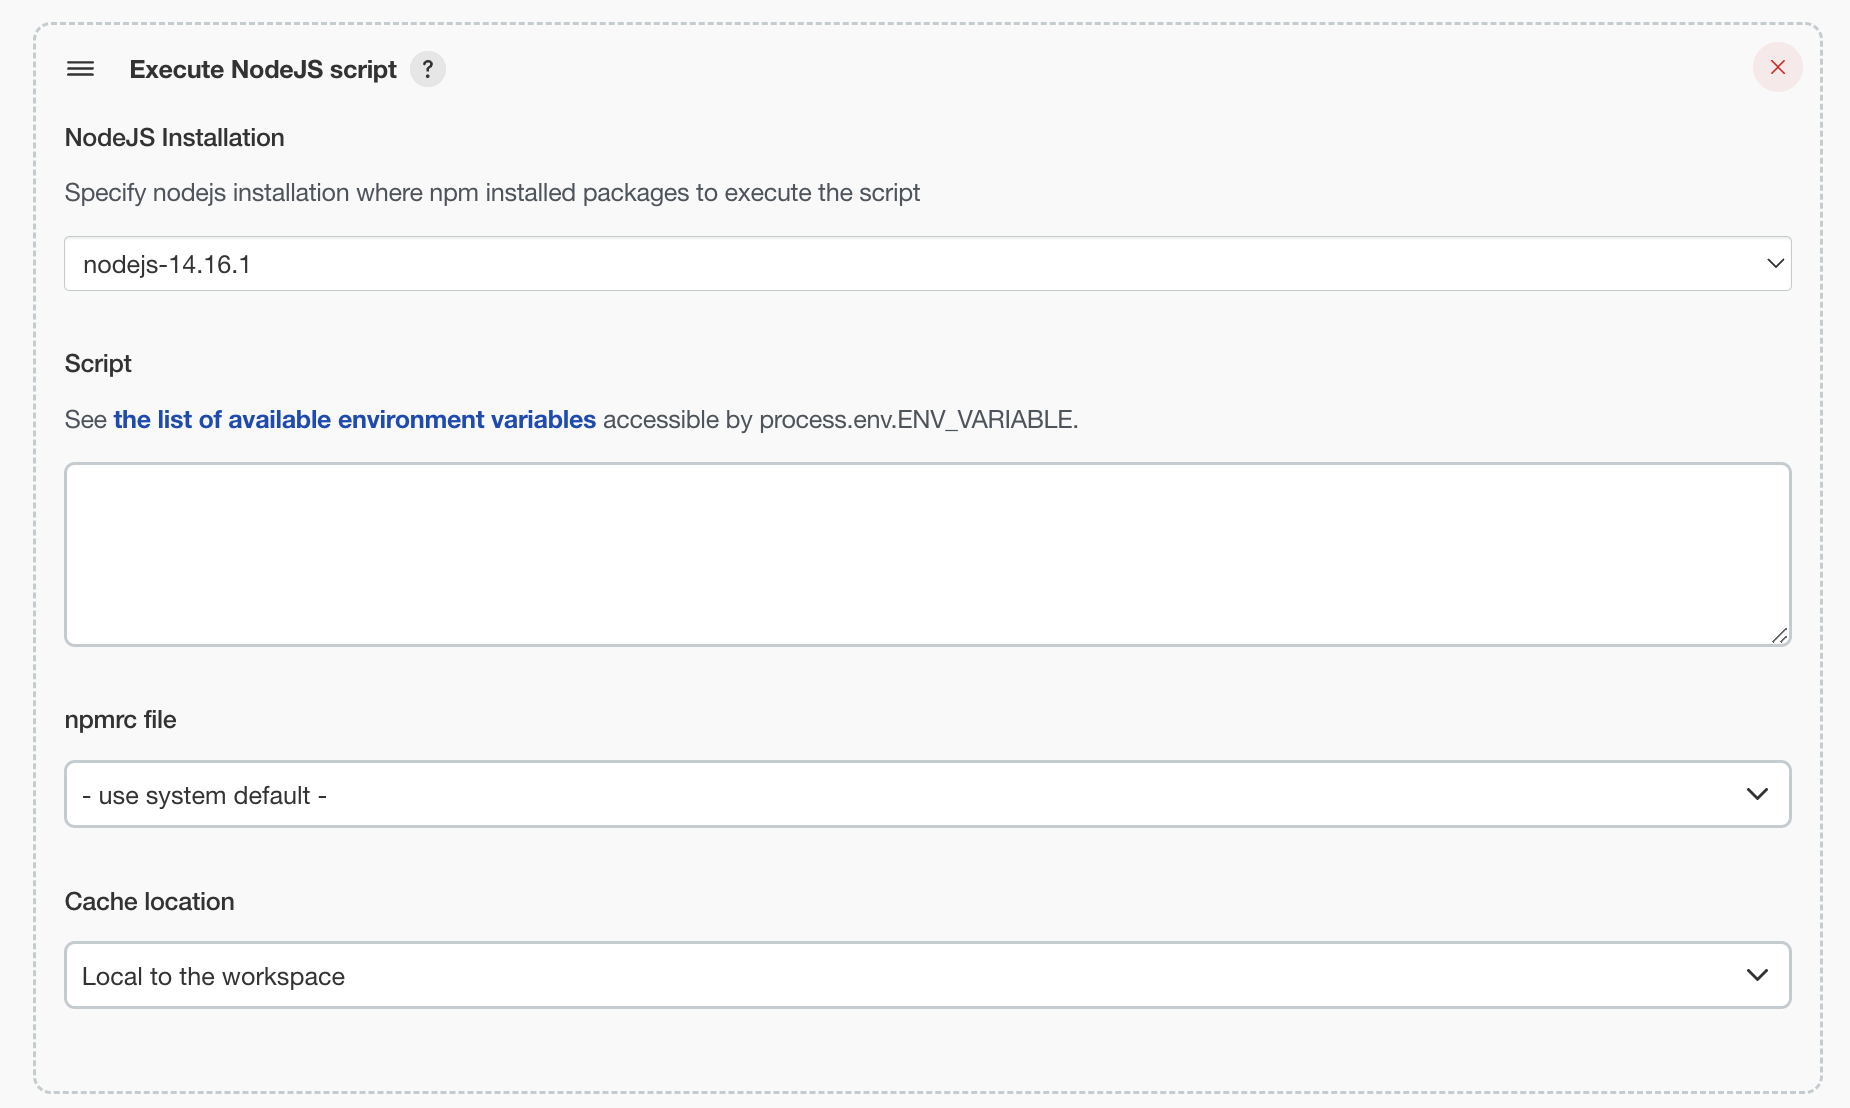 Execute NodeJS script ?
NodeJS Installation
Specify nodejs installation where npm installed packages to execute the script
nodejs-14.16.1
Script
See the list of available environment variables accessible by process.env.ENV_VARIABLE.
npmrc file
- use system default -
Cache location
Local to the workspace